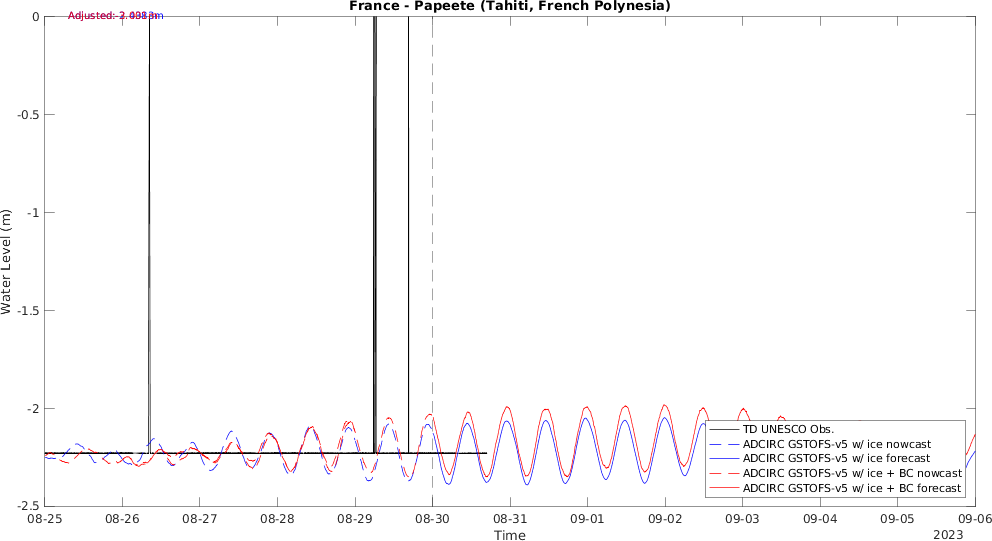 France - Papeete (Tahiti, French Polynesia)
Adjusted:
0
-0.5
-1
-1.5
-2
-2.5
Water Level (m)
TD UNESCO Obs.
ADCIRC GSTOFS-v5 w/ ice nowcast
ADCIRC GSTOFS-v5 w/ ice forecast
ADCIRC GSTOFS-v5 w/ ice + BC nowcast
ADCIRC GSTOFS-v5 w/ ice + BC forecast
08-25 08-26 08-27 08-28 08-29 08-30 08-31 09-01 09-02 09-03 09-04 09-05 09-06
Time
2023